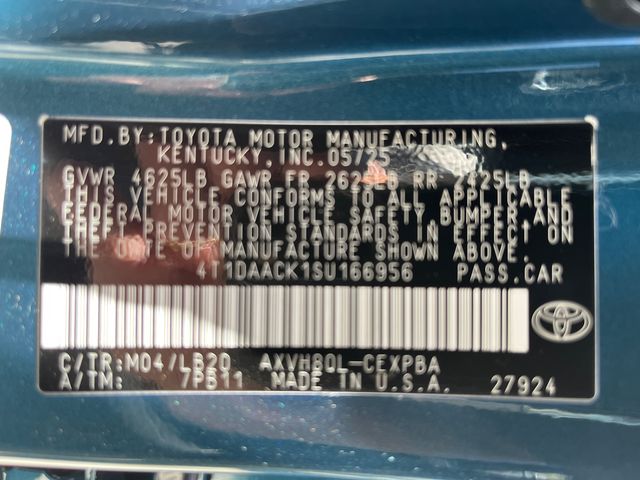 MFD.BY:TOYOTA MOTOR MANUFACTURING,
KENTUCKY, INC. 05/25
GVWR 4625LB GAWR FR 2625LB RR 2425LB
THIS VEHICLE CONFORMS TO ALL APPLICABLE
FEDERAL MOTOR VEHICLE SAFETY, BUMPER, AND
THEFT PREVENTION STANDARDS IN EFFECT ON
THE DATE OF MANUFACTURE SHOWN ABOVE.
4T1DAACK1SU166956 PASS.CAR
C/TR:M04/LB20 AXVH80L-CEXPBA
A/TM: 7PB11 MADE IN U.S.A. 27924